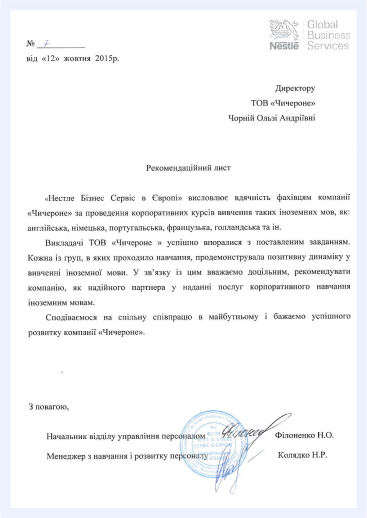 Nestlé
Global
Business
Services
№ 7
від «12» жовтня 2015р.
Директору
ТОВ «Чичероне»
Чорній Ользі Андріївні
Рекомендаційний лист
«Нестле Бізнес Сервіс в Європі» висловлює вдячність фахівцям компанії
«Чичероне» за проведення корпоративних курсів вивчення таких іноземних мов, як:
англійська, німецька, португальська, французька, голландська та ін.
Викладачі ТОВ «Чичероне » успішно впоралися з поставленим завданням.
Кожна із груп, в яких проходило навчання, продемонструвала позитивну динаміку у
вивченні іноземної мови. У зв'язку із цим вважаємо доцільним, рекомендувати
компанію, як надійного партнера у наданні послуг корпоративного навчання
іноземним мовам.
Сподіваємося на спільну співпрацю в майбутньому і бажаємо успішного
розвитку компанії «Чичероне».
З повагою,
Начальник відділу управління персоналом Філоненко Н.О.
Менеджер з навчання і розвитку персоналу Колядко Н.Р.